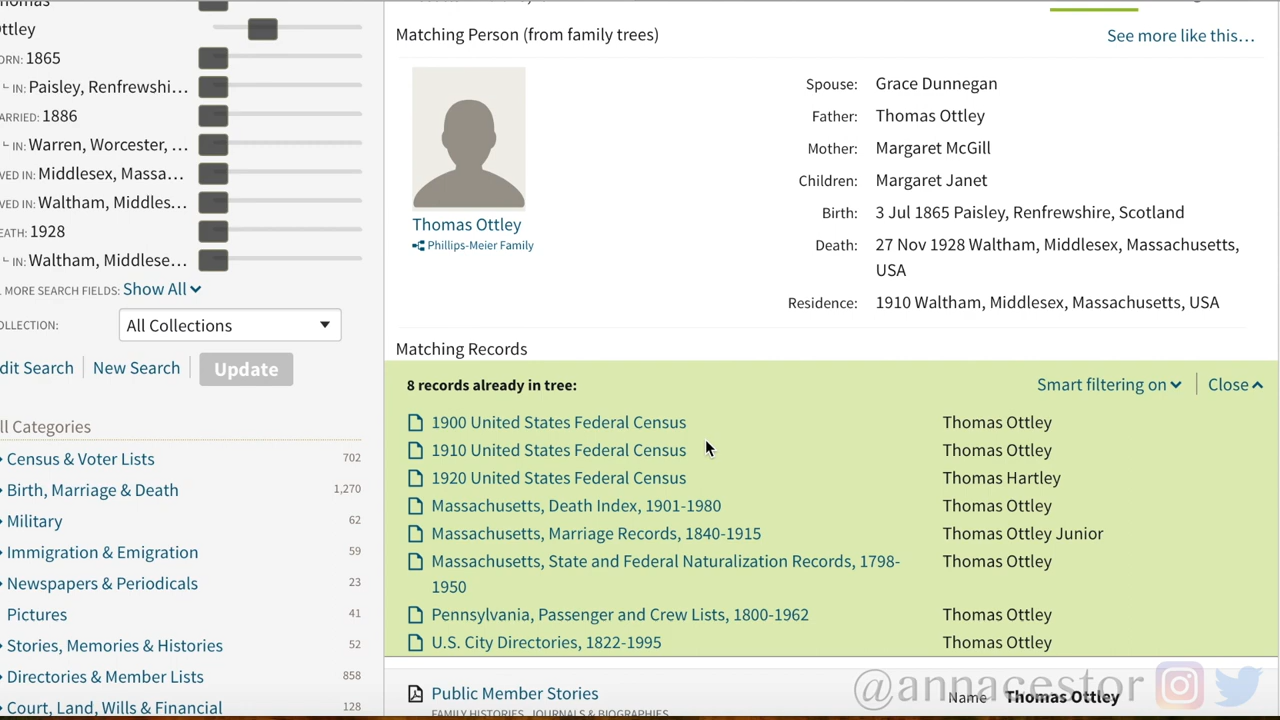 Thomas
Ottley
ORN: 1865
IN: Paisley, Renfrewshi...
ARRIED: 1886
IN: Warren, Worcester, ...
VED IN: Middlesex, Massa...
VED IN: Waltham, Middles...
EATH: 1928
IN: Waltham, Middlese...
MORE SEARCH FIELDS: Show All
OLLECTION: All Collections
dit Search New Search Update
ll Categories
Census & Voter Lists 702
Birth, Marriage & Death 1,270
Military 62
Immigration & Emigration 59
Newspapers & Periodicals 23
Pictures 41
Stories, Memories & Histories 52
Directories & Member Lists 858
Court, Land, Wills & Financial 128
Matching Person (from family trees) See more like this...
Thomas Ottley
Phillips-Meier Family
Spouse: Grace Dunnegan
Father: Thomas Ottley
Mother: Margaret McGill
Children: Margaret Janet
Birth: 3 Jul 1865 Paisley, Renfrewshire, Scotland
Death: 27 Nov 1928 Waltham, Middlesex, Massachusetts,
USA
Residence: 1910 Waltham, Middlesex, Massachusetts, USA
Matching Records
8 records already in tree: Smart filtering on Close
1900 United States Federal Census Thomas Ottley
1910 United States Federal Census Thomas Ottley
1920 United States Federal Census Thomas Hartley
Massachusetts, Death Index, 1901-1980 Thomas Ottley
Massachusetts, Marriage Records, 1840-1915 Thomas Ottley Junior
Massachusetts, State and Federal Naturalization Records, 1798- Thomas Ottley
1950
Pennsylvania, Passenger and Crew Lists, 1800-1962 Thomas Ottley
U.S. City Directories, 1822-1995 Thomas Ottley
Public Member Stories Name Thomas Ottley
FAMILY HISTORIES, JOURNALS & BIOGRAPHIES
@annacestor